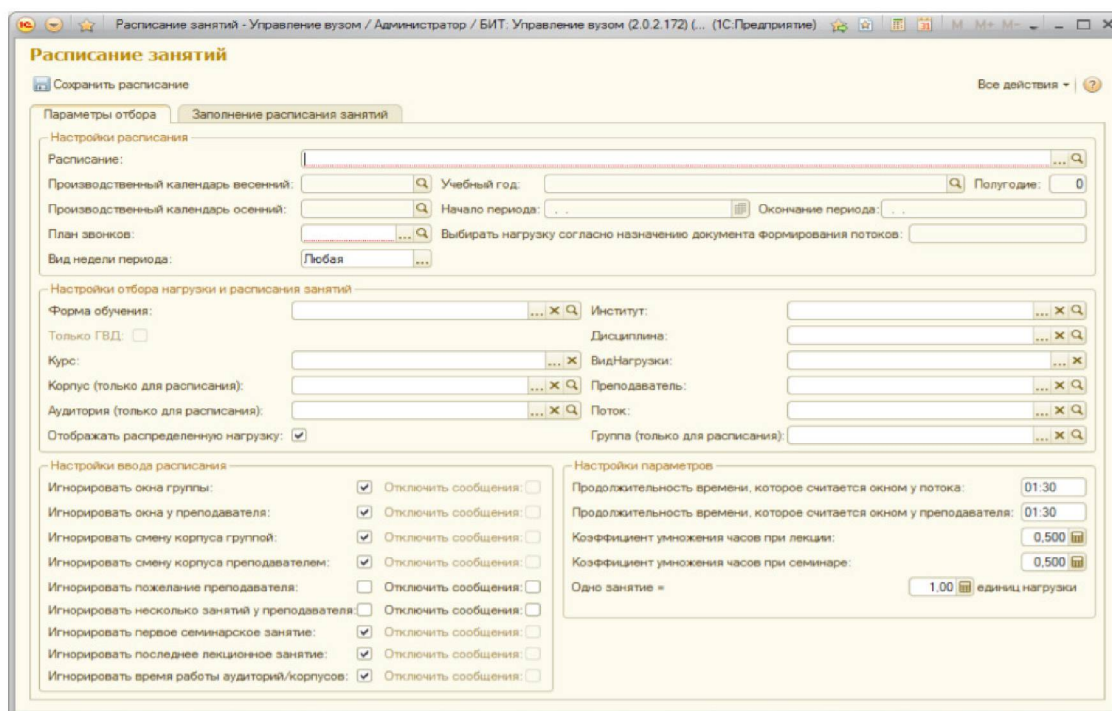 Расписание занятий - Управление вузом / Администратор / БИТ: Управление вузом (2.0.2.172) (... (1С:Предприятие) M M+ M-
Расписание занятий
Сохранить расписание Все действия
Параметры отбора Заполнение расписания занятий
Настройки расписания
Расписание: ...
Производственный календарь весенний: Учебный год: Полугодие: 0
Производственный календарь осенний: Начало периода: . . Окончание периода: . .
План звонков: ... Выбирать нагрузку согласно назначению документа формирования потоков:
Вид недели периода: Любая ...
Настройки отбора нагрузки и расписания занятий
Форма обучения: ... Институт: ...
Только ГВД: Дисциплина: ...
Курс: ... ВидНагрузки: ...
Корпус (только для расписания): ... Преподаватель: ...
Аудитория (только для расписания): ... Поток: ...
Отображать распределенную нагрузку: Группа (только для расписания): ...
Настройки ввода расписания Настройки параметров
Игнорировать окна группы: Отключить сообщения: Продолжительность времени, которое считается окном у потока: 01:30
Игнорировать окна у преподавателя: Отключить сообщения: Продолжительность времени, которое считается окном у преподавателя: 01:30
Игнорировать смену корпуса группой: Отключить сообщения: Коэффициент умножения часов при лекции: 0,500
Игнорировать смену корпуса преподавателем: Отключить сообщения: Коэффициент умножения часов при семинаре: 0,500
Игнорировать пожелание преподавателя: Отключить сообщения: Одно занятие = 1,00 единиц нагрузки
Игнорировать несколько занятий у преподавателя: Отключить сообщения:
Игнорировать первое семинарское занятие: Отключить сообщения:
Игнорировать последнее лекционное занятие: Отключить сообщения:
Игнорировать время работы аудиторий/корпусов: Отключить сообщения: